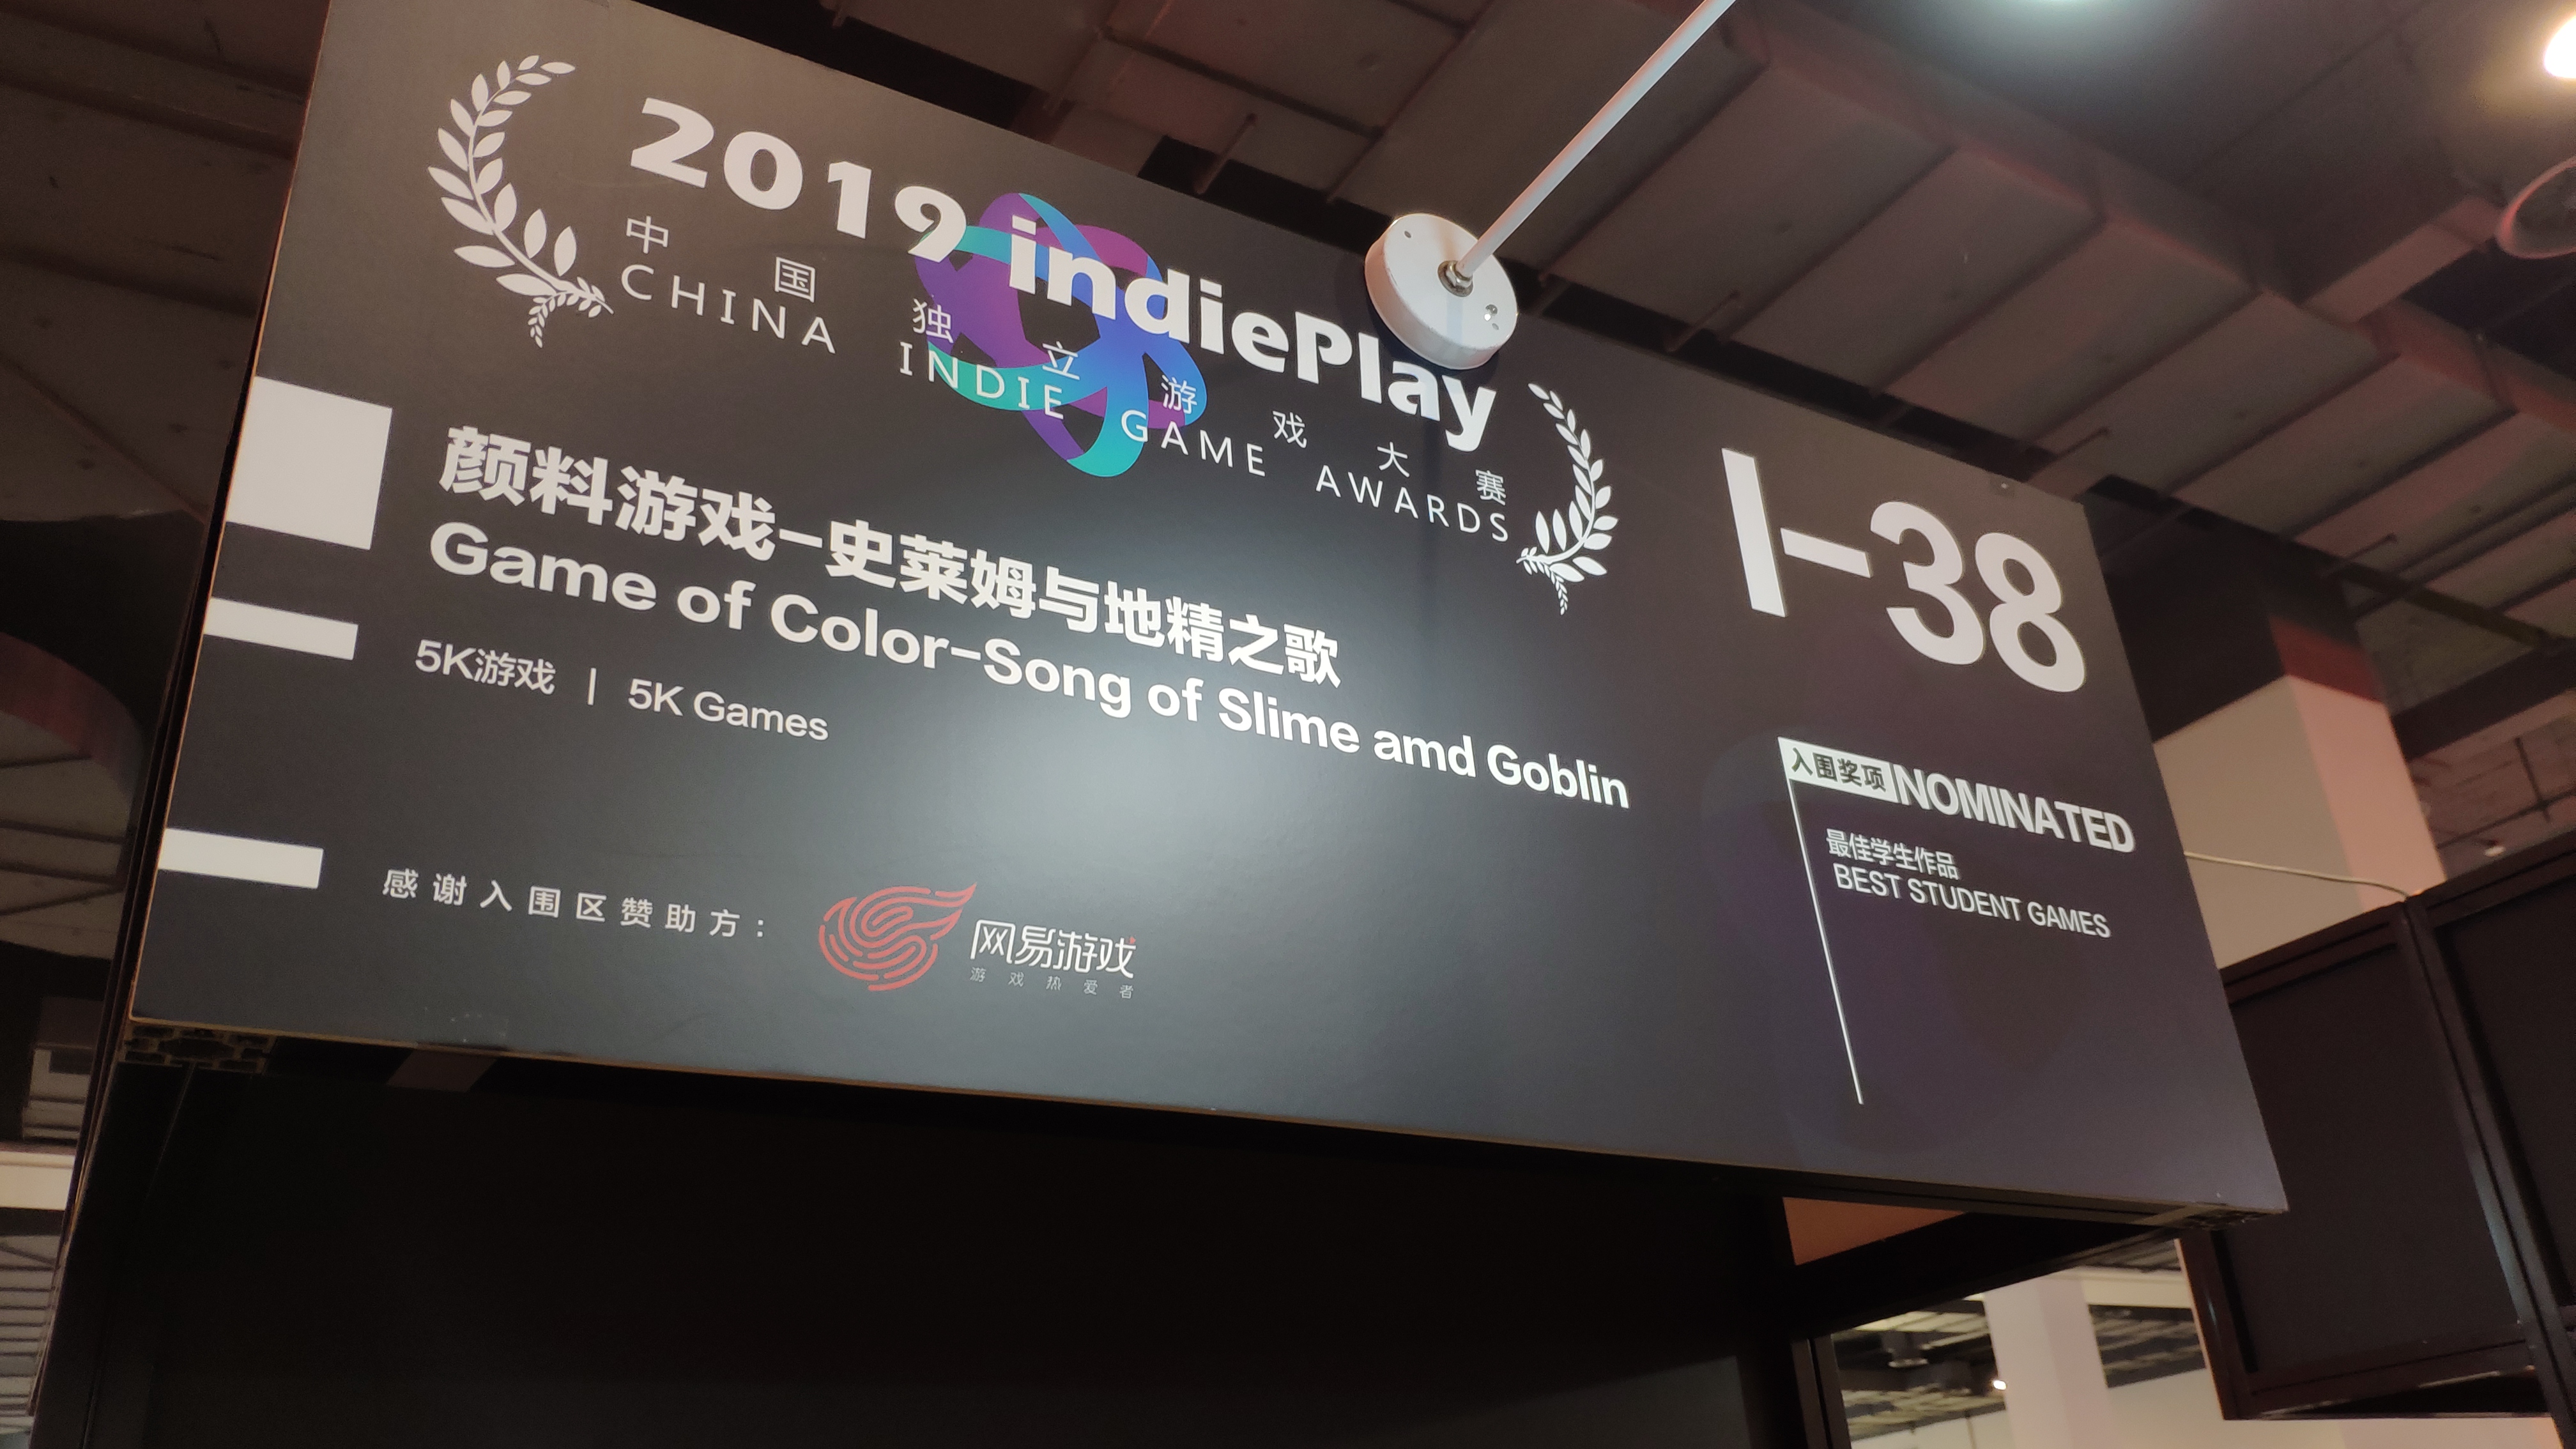 2019 indiePlay
中国独立游戏大赛
CHINA INDIE GAME AWARDS
I-38
颜料游戏-史莱姆与地精之歌
Game of Color-Song of Slime amd Goblin
5K游戏 | 5K Games
入围奖项 NOMINATED
最佳学生作品
BEST STUDENT GAMES
感谢入围区赞助方：
网易游戏
游戏热爱者